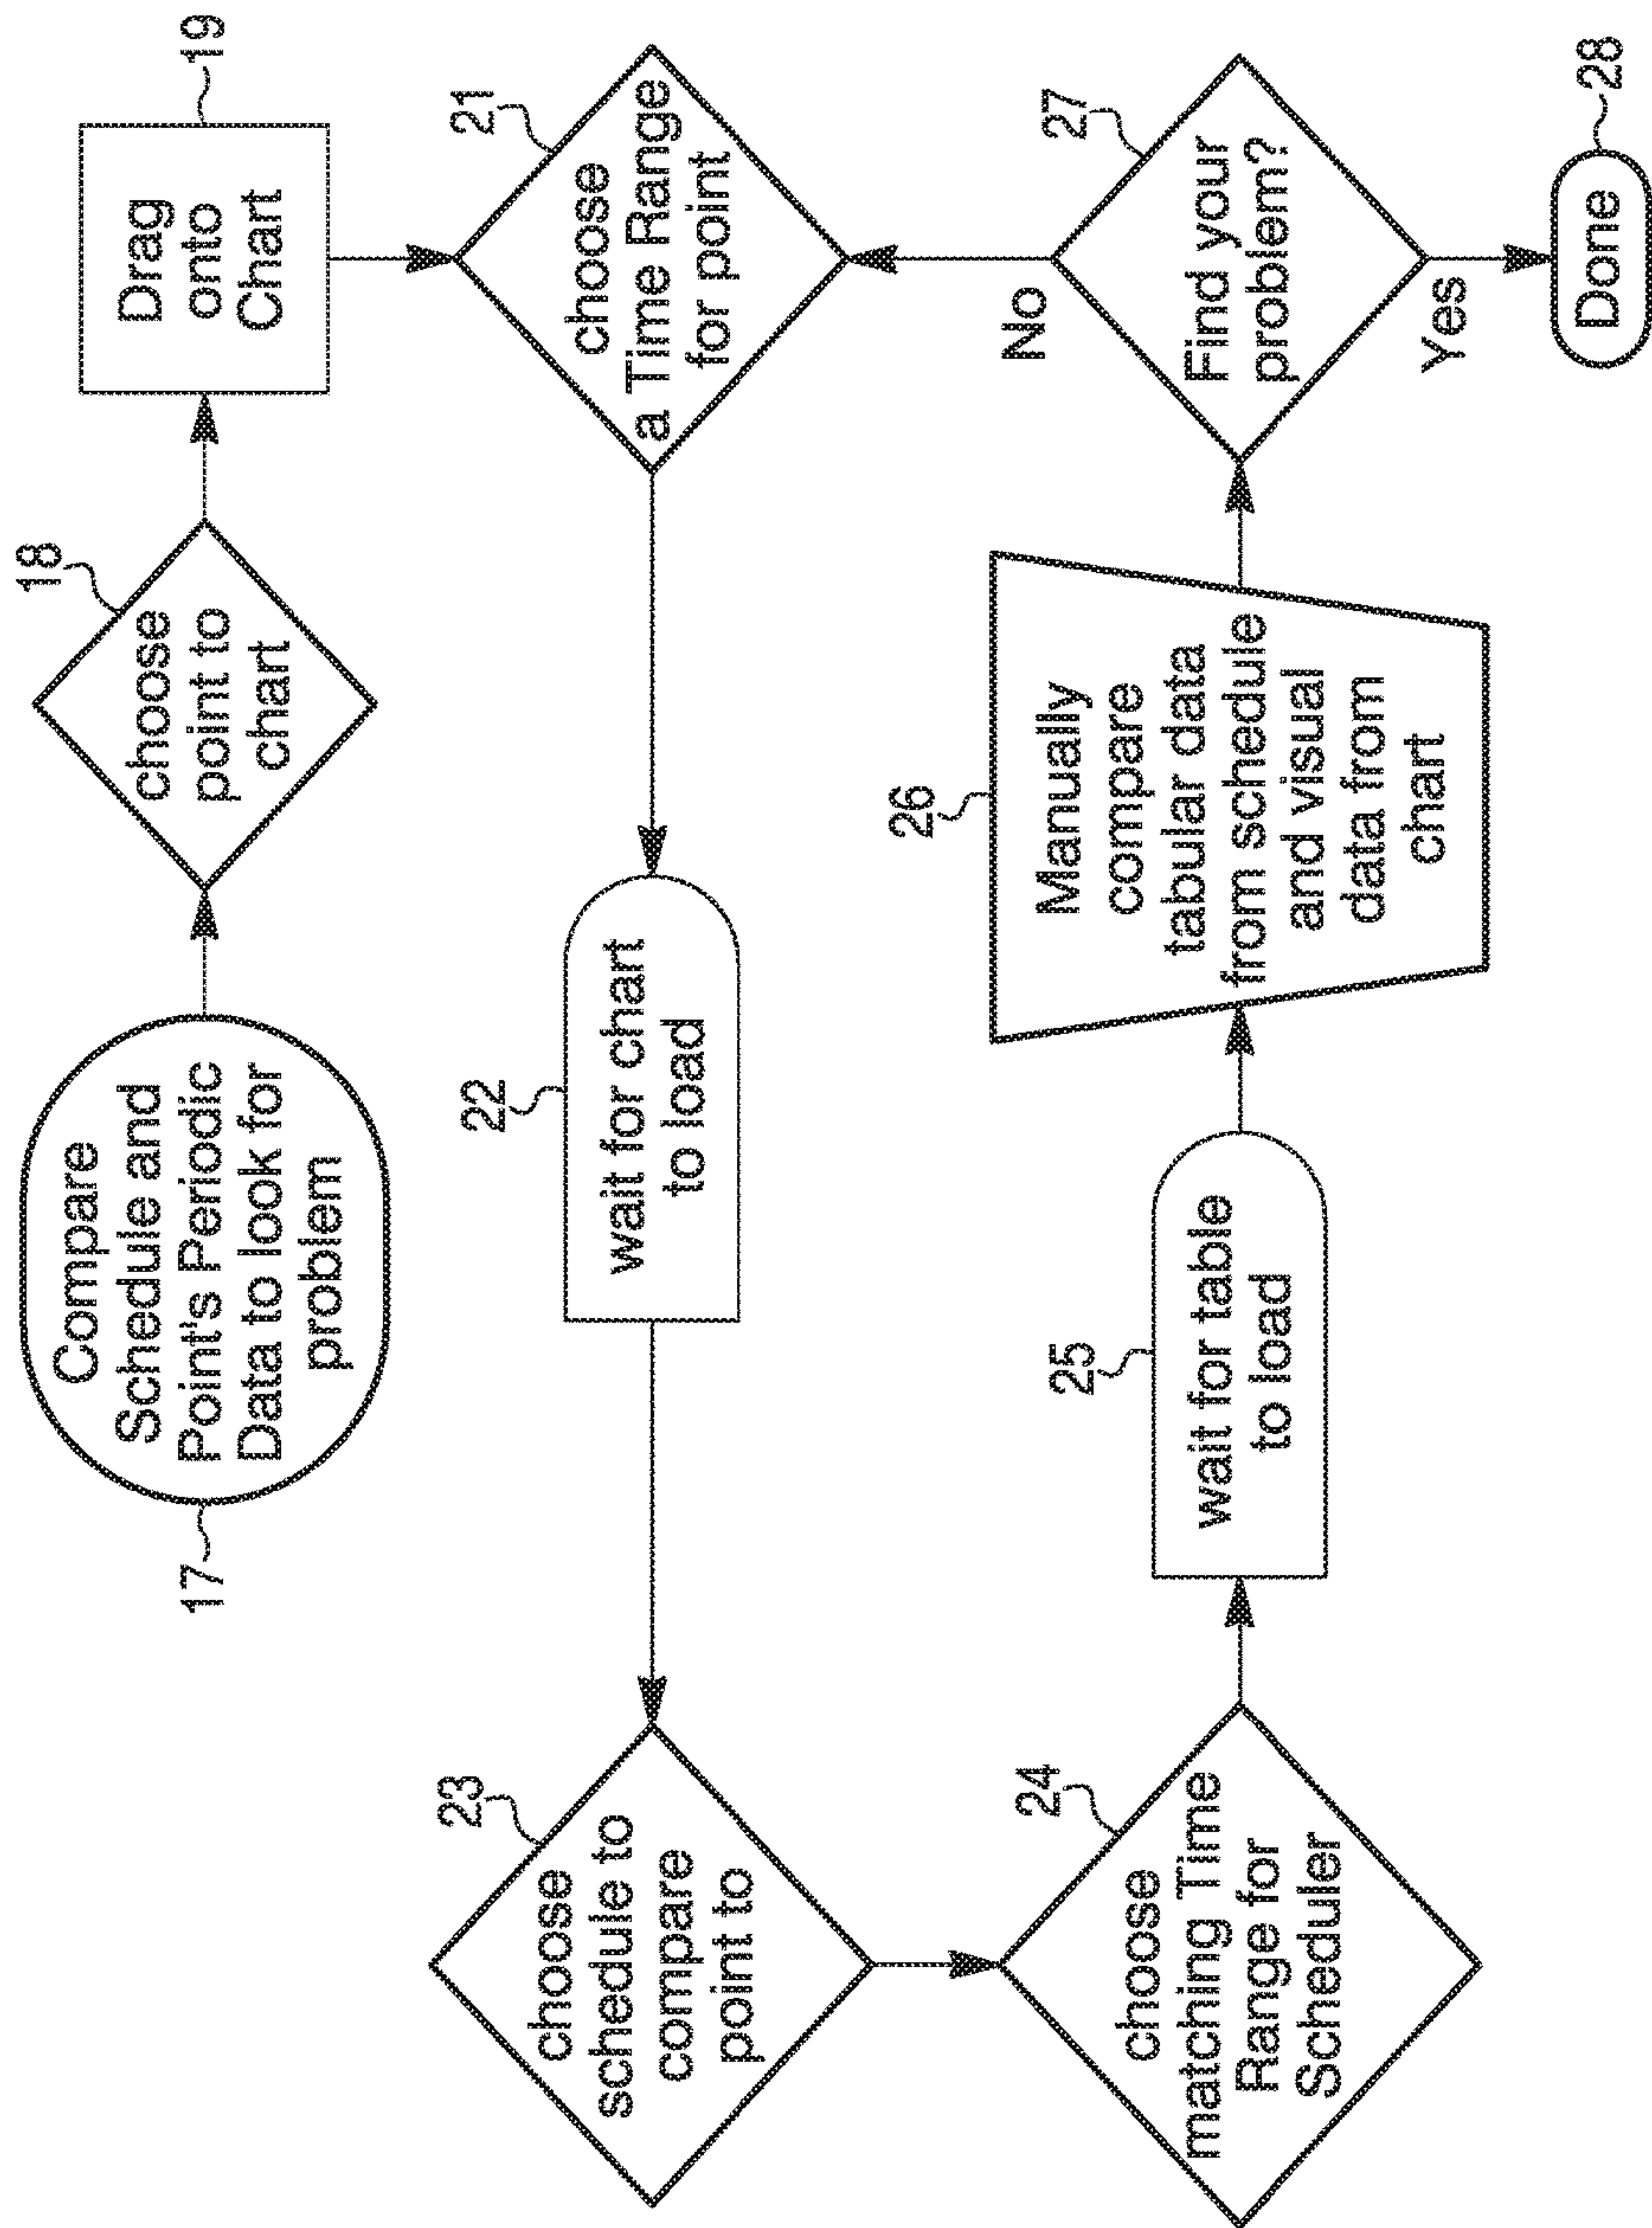 17
Compare
Schedule and
Point's Periodic
Data to look for
problem
18
choose
point to
chart
19
Drag
onto
Chart
21
choose
a Time Range
for point
22
wait for chart
to load
23
choose
schedule to
compare
point to
24
choose
matching Time
Range for
Scheduler
25
wait for table
to load
26
Manually
compare
tabular data
from schedule
and visual
data from
chart
27
Find your
problem?
No
Yes
28
Done